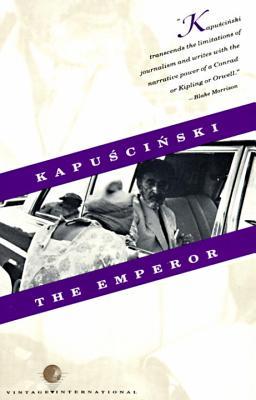 "Kapuściński
transcends the limitations of
journalism and writes with the
narrative power of a Conrad
or Kipling or Orwell."
– Blake Morrison
KAPUŚCIŃSKI
THE EMPEROR
VINTAGE INTERNATIONAL